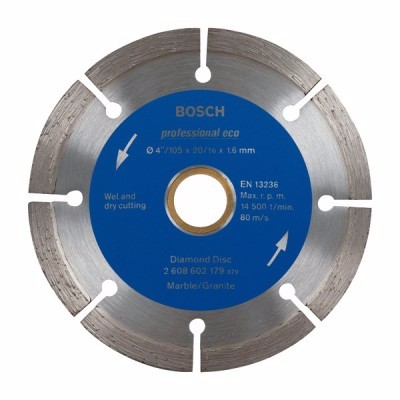 BOSCH
professional eco
Ø 4"/105 x 20/16 x 1.6 mm
Wet and
dry cutting
EN 13236
Max. r. p. m.
14 500 1/min.
80 m/s
Diamond Disc
2 608 602 179
Marble/Granite